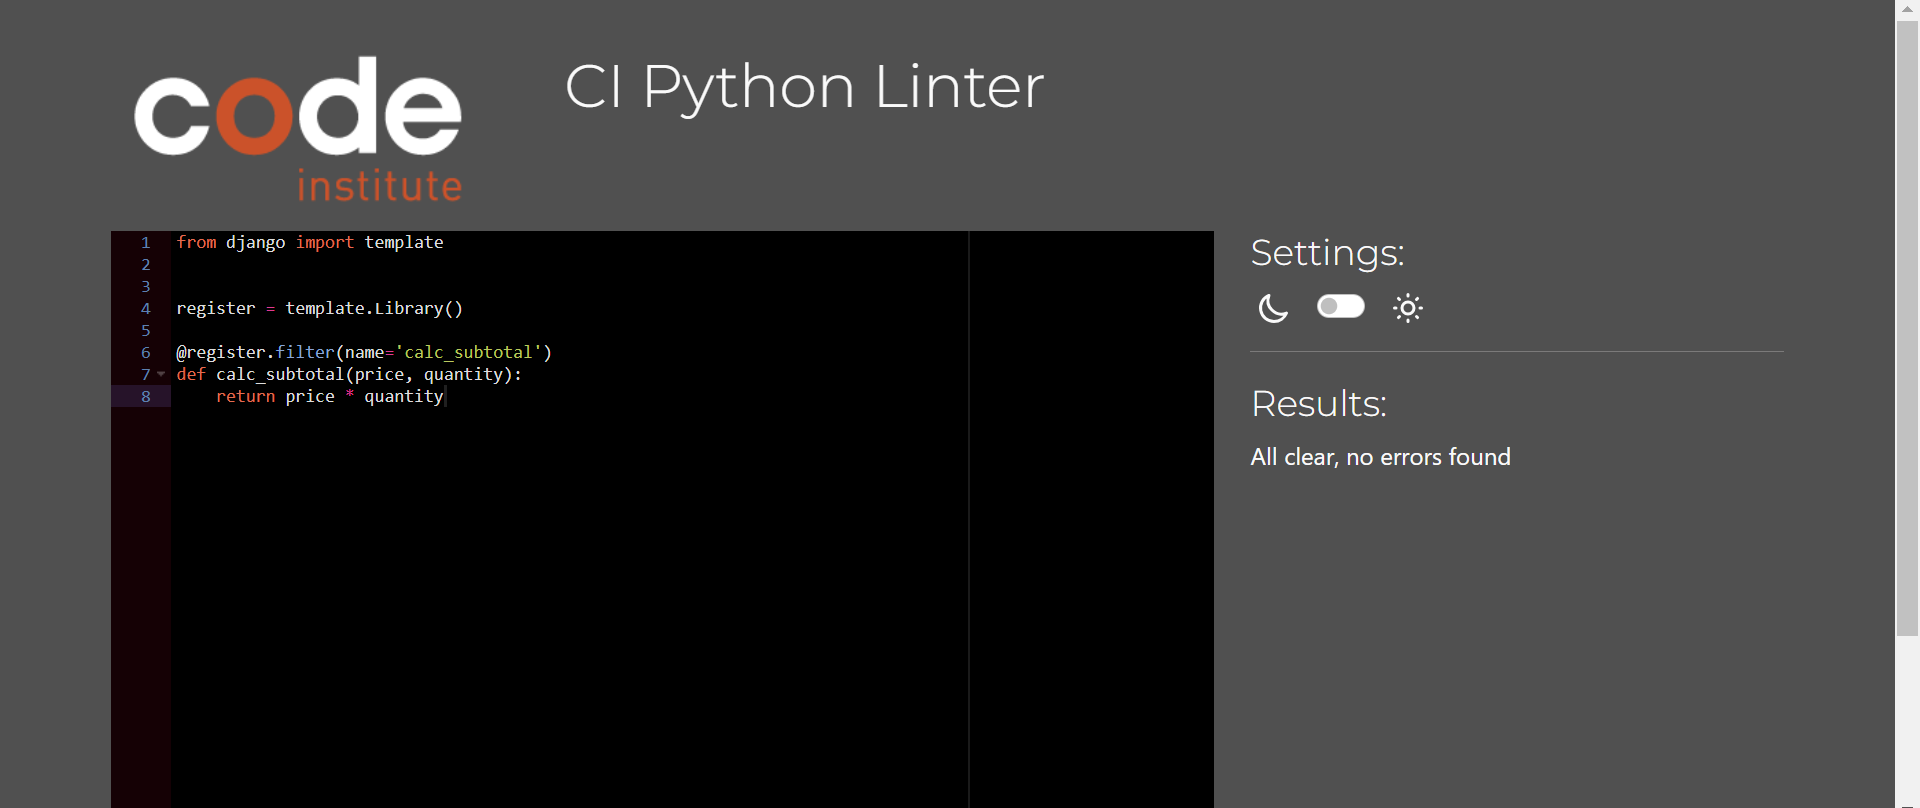 code
institute
CI Python Linter
1 from django import template
2
3
4 register = template.Library()
5
6 @register.filter(name='calc_subtotal')
7 def calc_subtotal(price, quantity):
8     return price * quantity
Settings:
Results:
All clear, no errors found